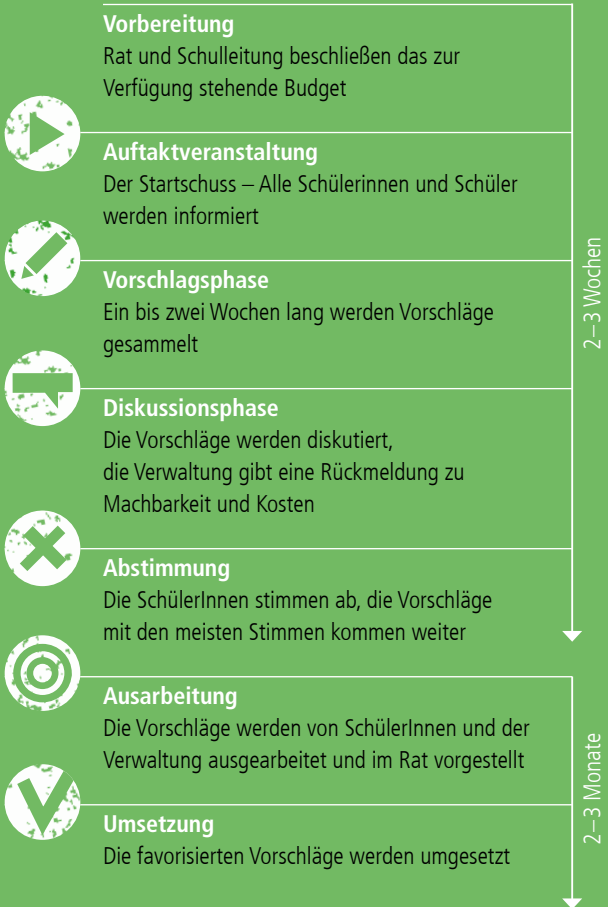 Vorbereitung
Rat und Schulleitung beschließen das zur
Verfügung stehende Budget
Auftaktveranstaltung
Der Startschuss – Alle Schülerinnen und Schüler
werden informiert
Vorschlagsphase
Ein bis zwei Wochen lang werden Vorschläge
gesammelt
Diskussionsphase
Die Vorschläge werden diskutiert,
die Verwaltung gibt eine Rückmeldung zu
Machbarkeit und Kosten
Abstimmung
Die SchülerInnen stimmen ab, die Vorschläge
mit den meisten Stimmen kommen weiter
2–3 Wochen
Ausarbeitung
Die Vorschläge werden von SchülerInnen und der
Verwaltung ausgearbeitet und im Rat vorgestellt
Umsetzung
Die favorisierten Vorschläge werden umgesetzt
2–3 Monate